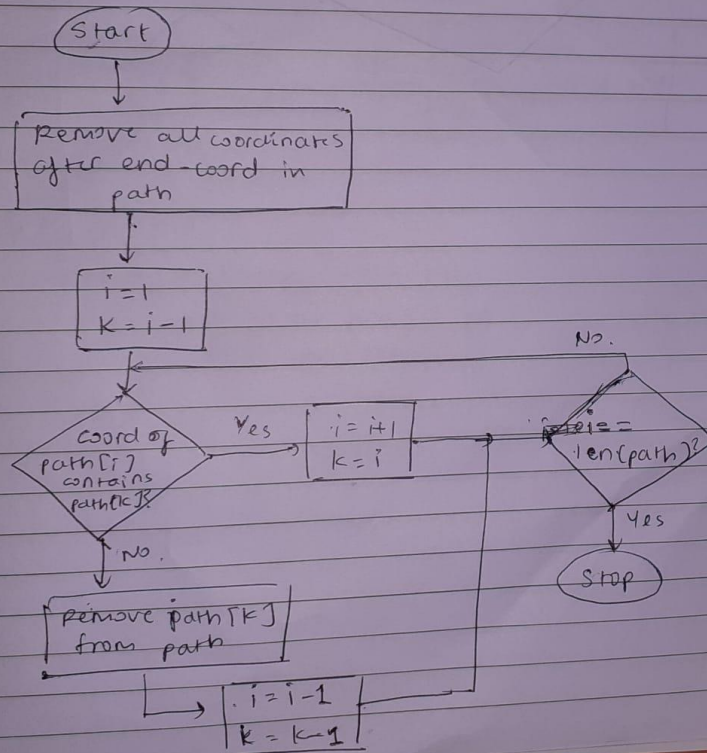 Start
Remove all coordinates
after end-coord in
path
i = 1
K = i - 1
No.
coord of
path[i]
contains
path[k]?
Yes
i = i+1
k = i
i =
len(path)?
Yes
Stop
No.
Remove path[K]
from path
i = i-1
k = k-1